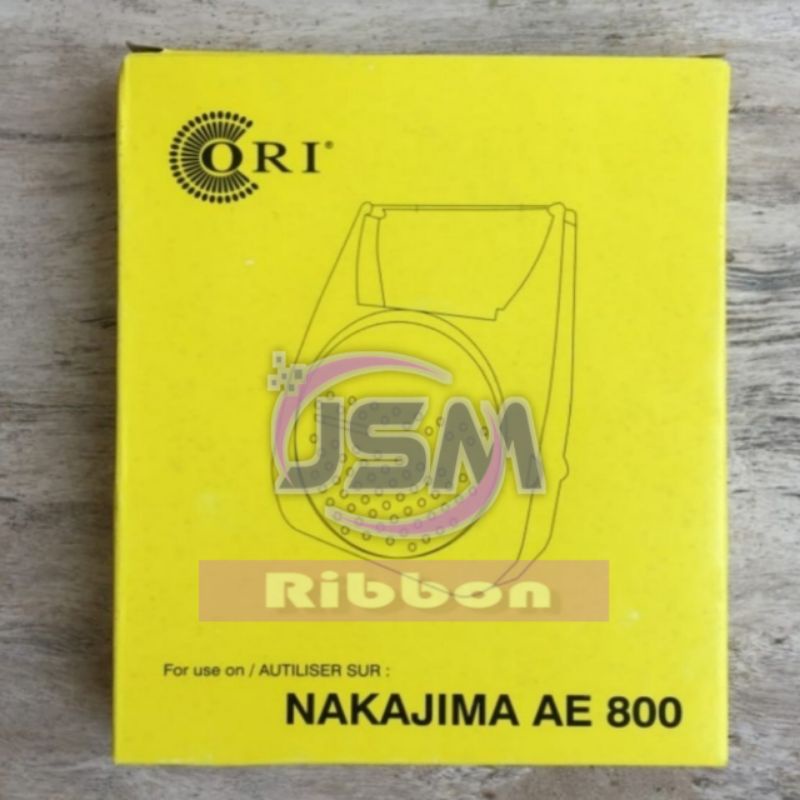 ORI®
JSM
Ribbon
For use on / AUTILISER SUR :
NAKAJIMA AE 800